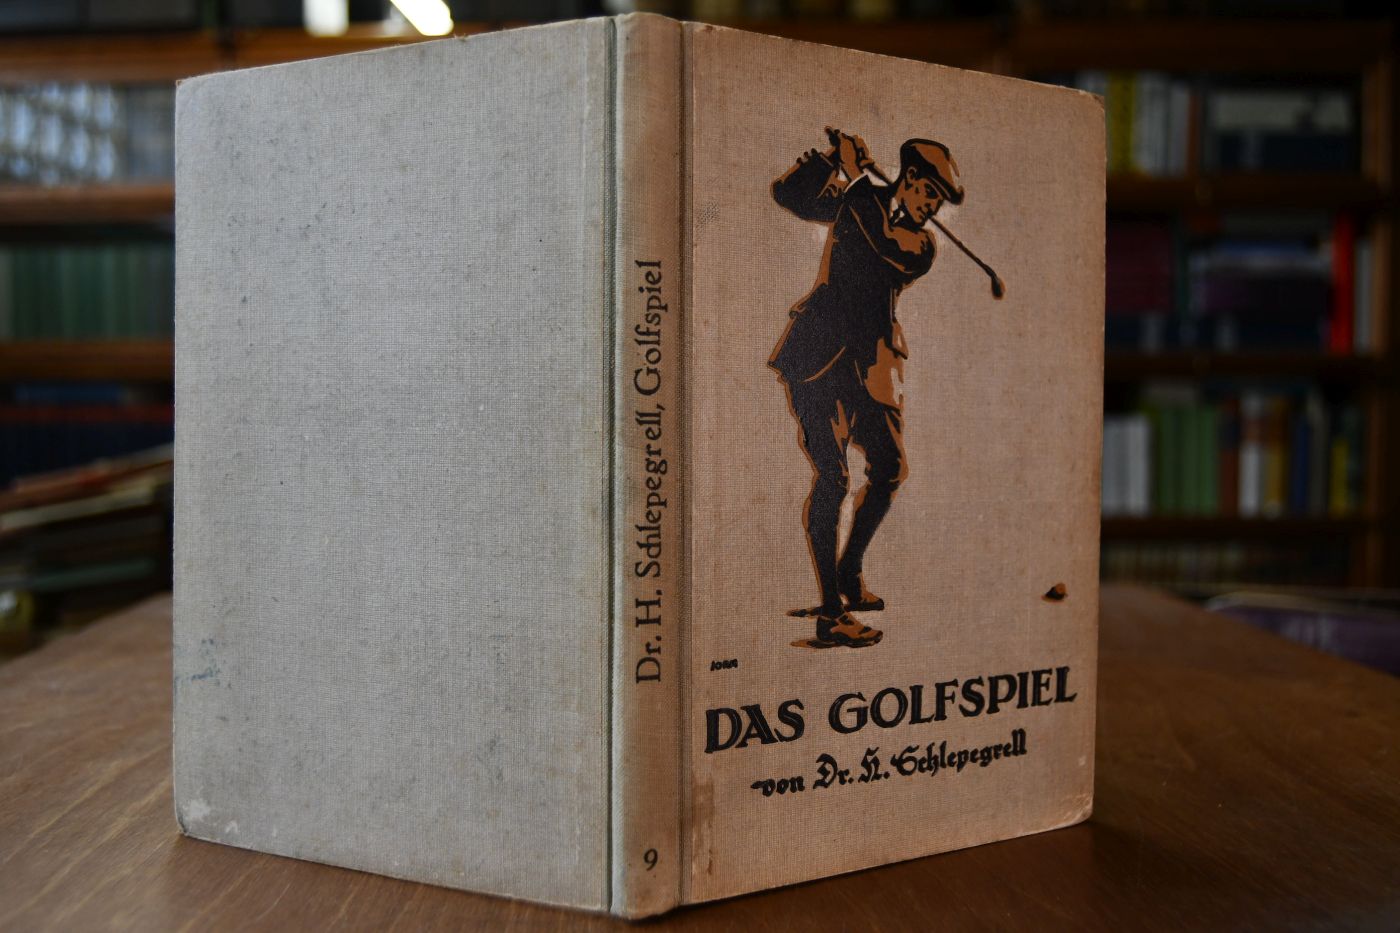 Dr. H. Schlepegrell, Golfspiel
9
DAS GOLFSPIEL
von Dr. H. Schlepegrell